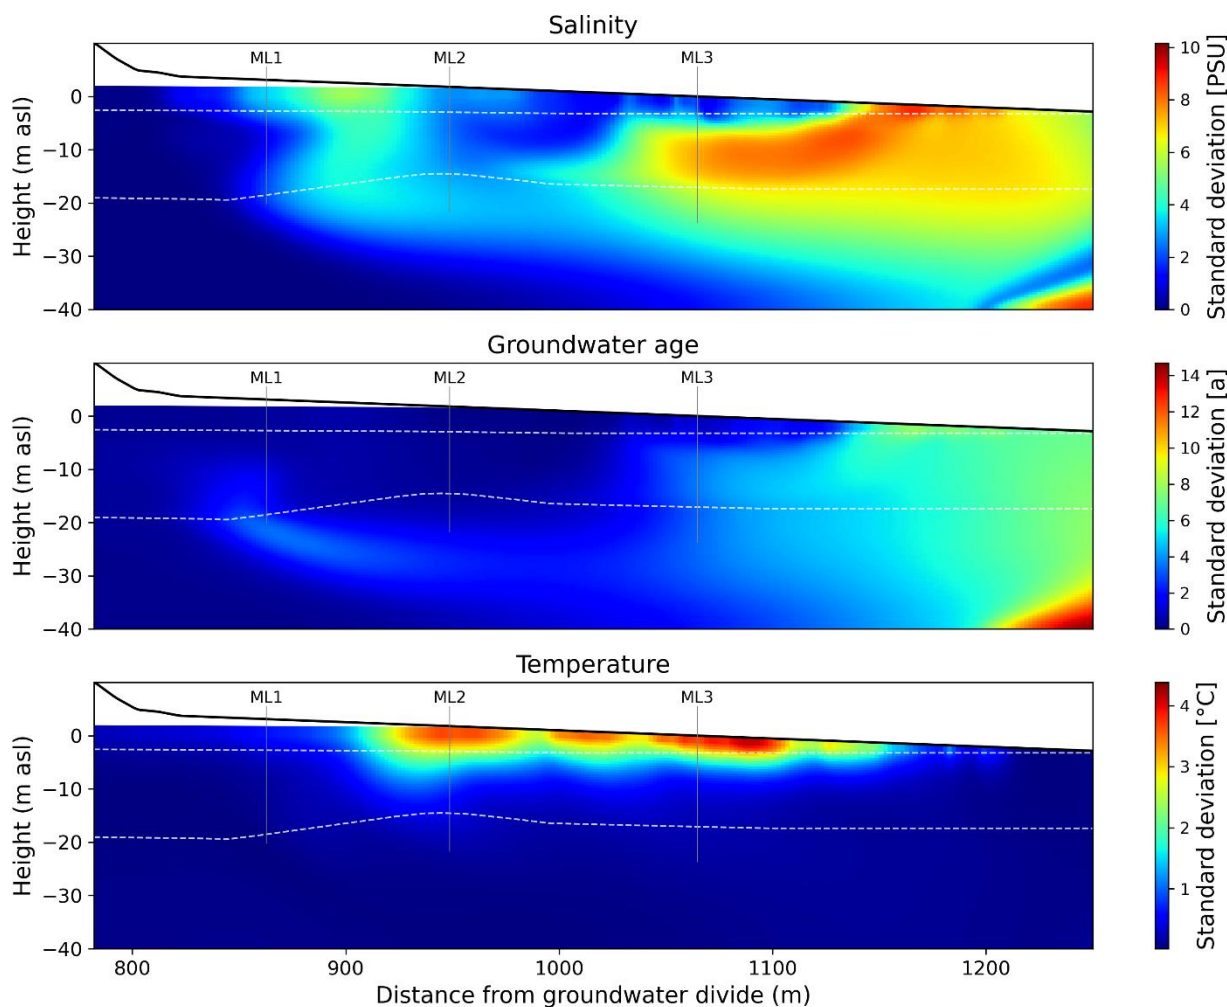 Salinity
ML1 ML2 ML3
0
−10
−20
−30
−40
Height (m asl)
10
8
6
4
2
0
Standard deviation [PSU]
Groundwater age
ML1 ML2 ML3
0
−10
−20
−30
−40
Height (m asl)
14
12
10
8
6
4
2
0
Standard deviation [a]
Temperature
ML1 ML2 ML3
0
−10
−20
−30
−40
Height (m asl)
4
3
2
1
Standard deviation [°C]
800 900 1000 1100 1200
Distance from groundwater divide (m)